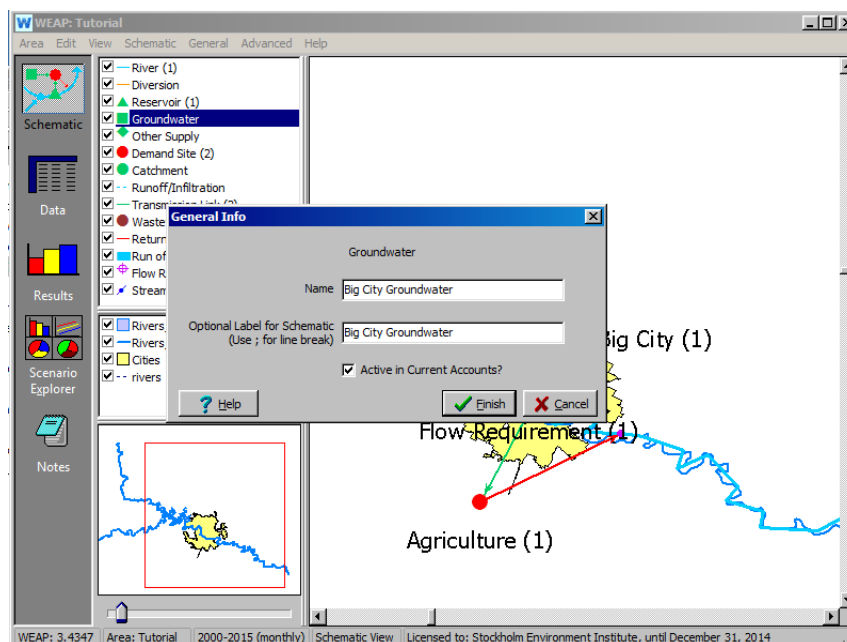 WEAP: Tutorial
Area Edit View Schematic General Advanced Help
Schematic
Data
Results
Scenario
Explorer
Notes
River (1)
Diversion
Reservoir (1)
Groundwater
Other Supply
Demand Site (2)
Catchment
Runoff/Infiltration
Transmission Link (2)
Waste
Return
Run of
Flow R
Stream
Rivers
Rivers
Cities
rivers
General Info
Groundwater
Name Big City Groundwater
Optional Label for Schematic
(Use ; for line break)
Big City Groundwater
Active in Current Accounts?
Help Finish Cancel
Big City (1)
Flow Requirement (1)
Agriculture (1)
WEAP: 3.4347 Area: Tutorial 2000-2015 (monthly) Schematic View Licensed to: Stockholm Environment Institute, until December 31, 2014